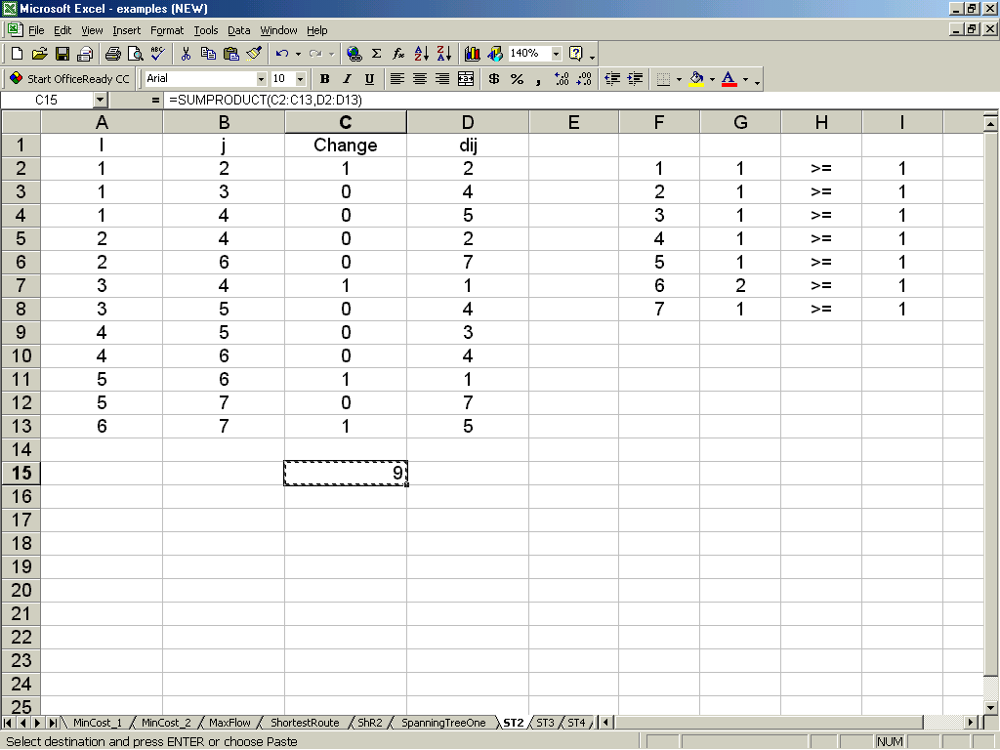 Microsoft Excel - examples (NEW)
File Edit View Insert Format Tools Data Window Help
140%
Start OfficeReady CC Arial 10 B I U $ % ,
C15 = =SUMPRODUCT(C2:C13,D2:D13)
A B C D E F G H I
1 I j Change dij
2 1 2 1 2 1 1 >= 1
3 1 3 0 4 2 1 >= 1
4 1 4 0 5 3 1 >= 1
5 2 4 0 2 4 1 >= 1
6 2 6 0 7 5 1 >= 1
7 3 4 1 1 6 2 >= 1
8 3 5 0 4 7 1 >= 1
9 4 5 0 3
10 4 6 0 4
11 5 6 1 1
12 5 7 0 7
13 6 7 1 5
14
15 9
16
17
18
19
20
21
22
23
24
25
MinCost_1 MinCost_2 MaxFlow ShortestRoute ShR2 SpanningTreeOne ST2 ST3 ST4
Select destination and press ENTER or choose Paste NUM